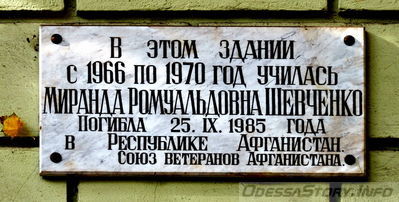 В ЭТОМ ЗДАНИИ
С 1966 ПО 1970 ГОД УЧИЛАСЬ
МИРАНДА РОМУАЛЬДОВНА ШЕВЧЕНКО
ПОГИБЛА 25. IX. 1985 ГОДА
В РЕСПУБЛИКЕ АФГАНИСТАН.
СОЮЗ ВЕТЕРАНОВ АФГАНИСТАНА.
ODESSASTORY.INFO